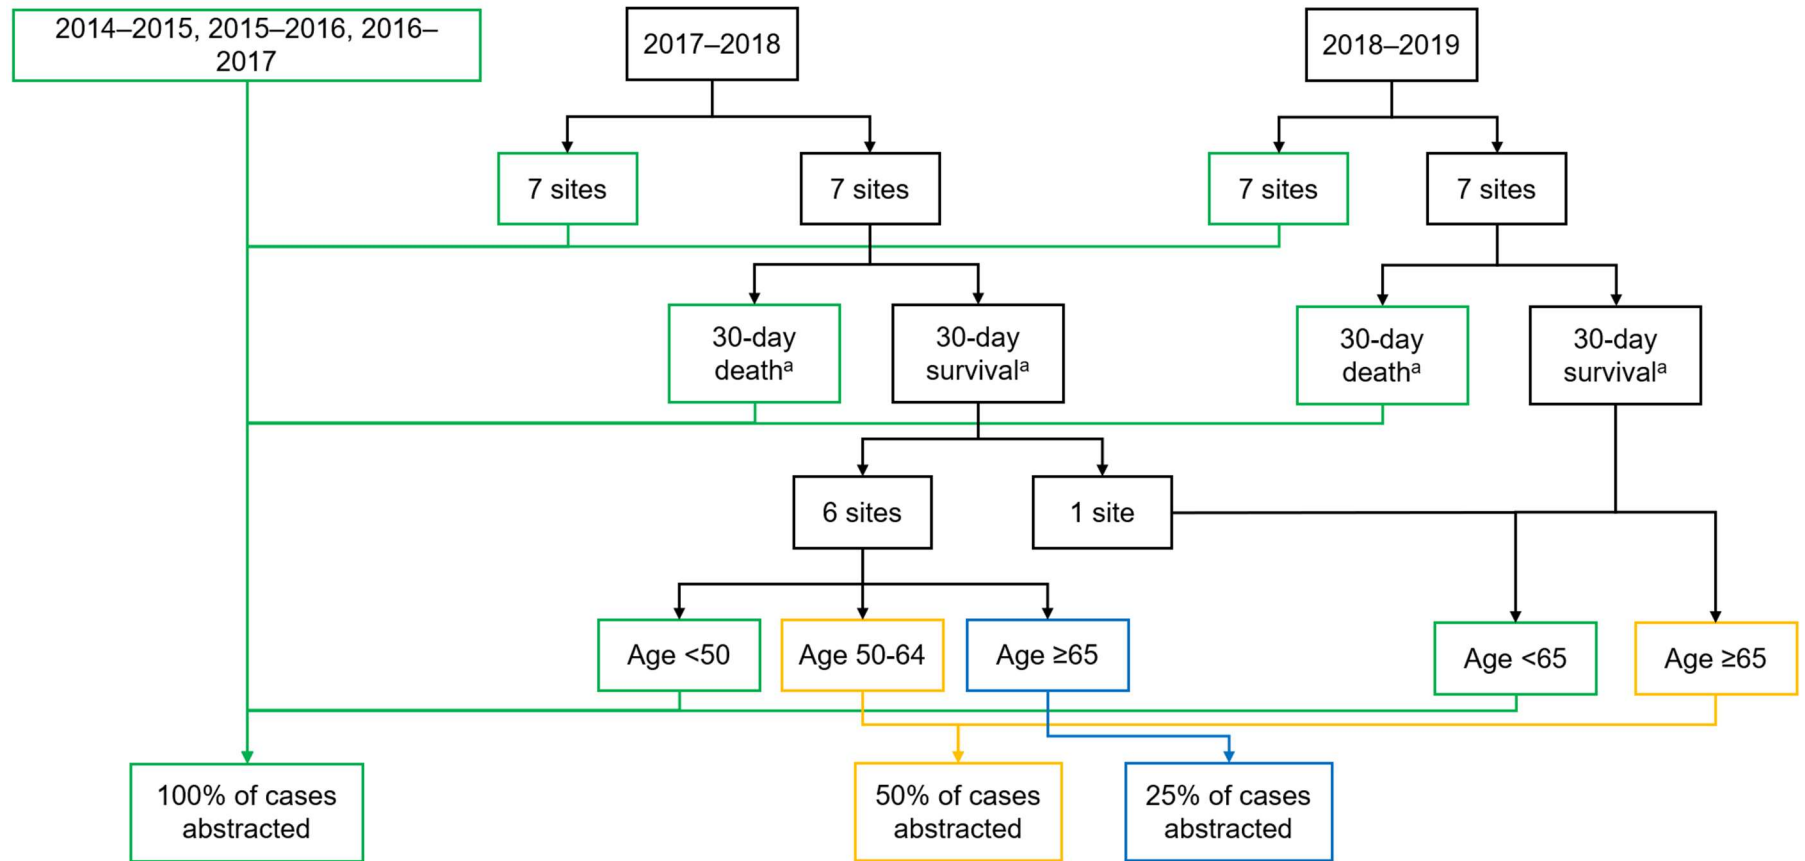 2014–2015, 2015–2016, 2016–
2017
2017–2018
2018–2019
7 sites
7 sites
7 sites
7 sites
30-day
deathᵃ
30-day
survivalᵃ
30-day
deathᵃ
30-day
survivalᵃ
6 sites
1 site
Age <50
Age 50-64
Age ≥65
Age <65
Age ≥65
100% of cases
abstracted
50% of cases
abstracted
25% of cases
abstracted